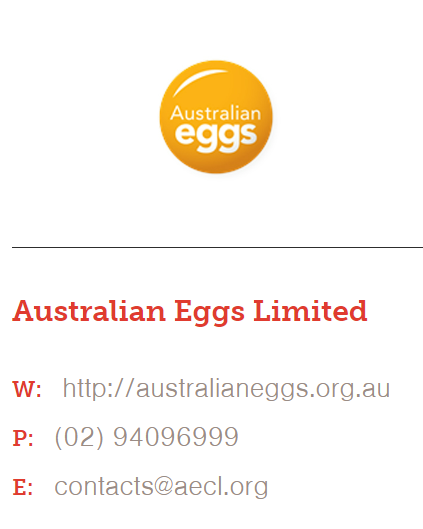 Australian
eggs
Australian Eggs Limited
W: http://australianeggs.org.au
P: (02) 94096999
E: contacts@aecl.org